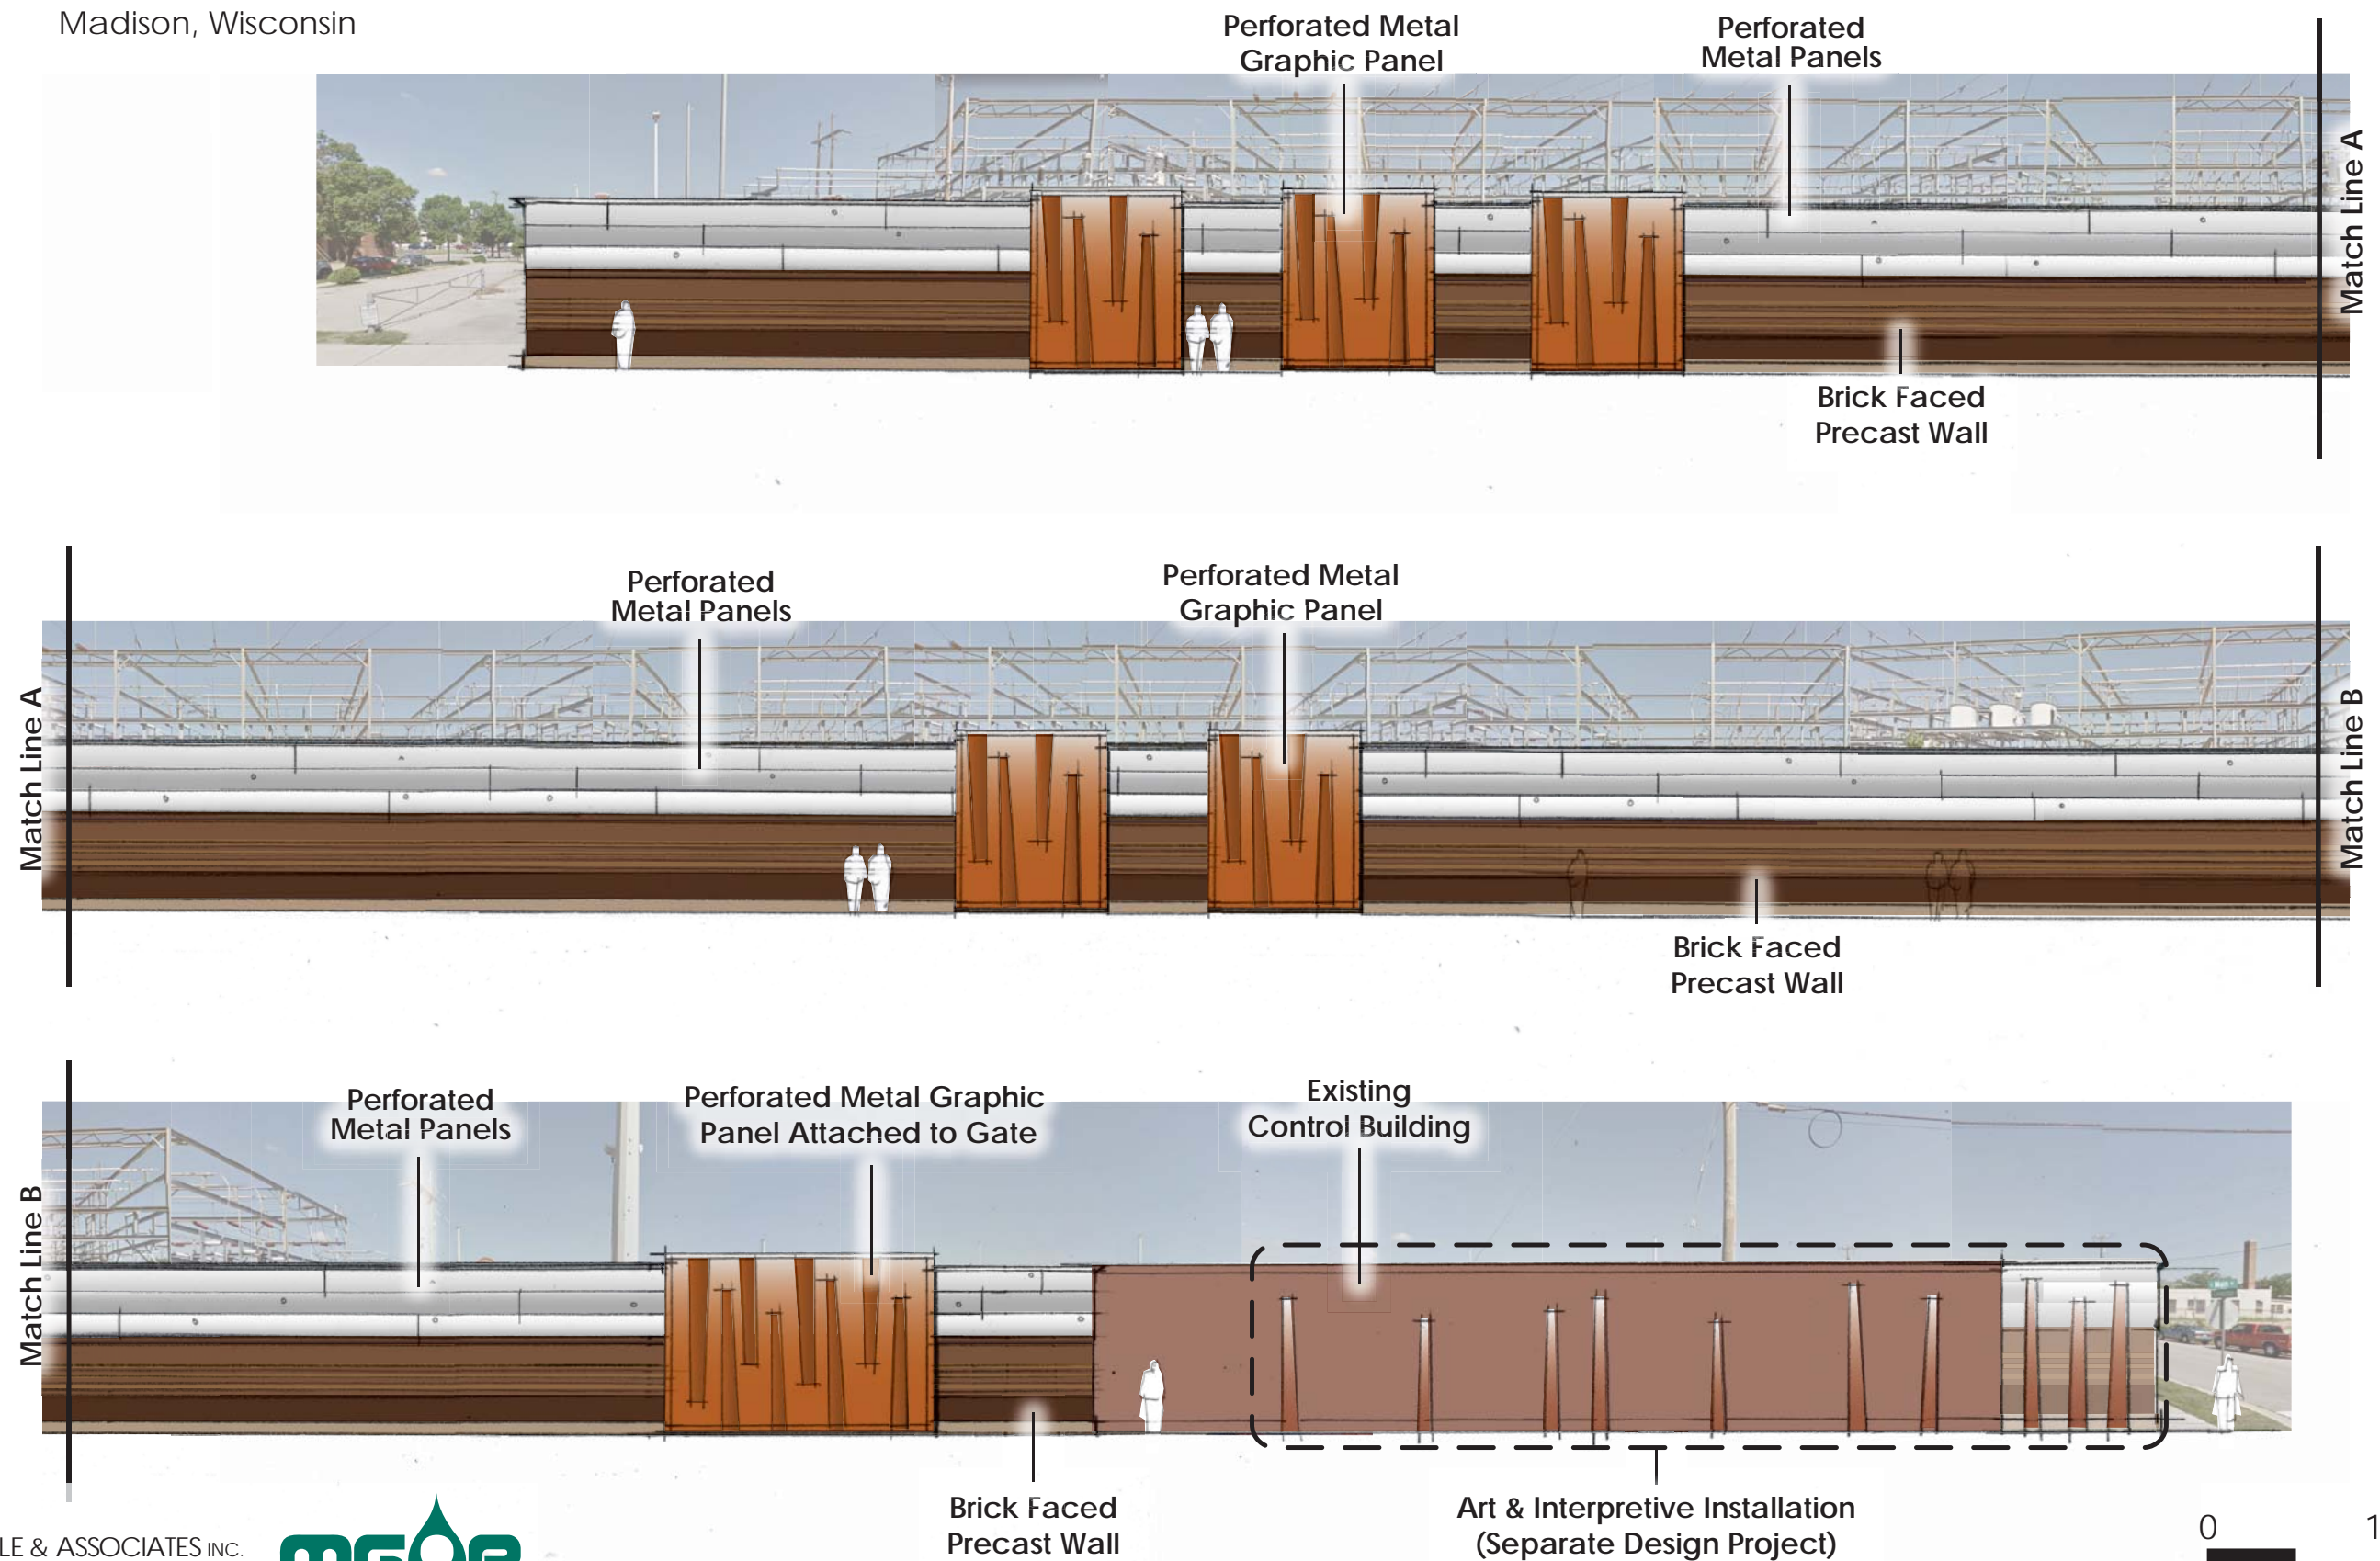 Madison, Wisconsin
Perforated Metal
Graphic Panel
Perforated
Metal Panels
Match Line A
Brick Faced
Precast Wall
Match Line A
Perforated
Metal Panels
Perforated Metal
Graphic Panel
Match Line B
Brick Faced
Precast Wall
Match Line B
Perforated
Metal Panels
Perforated Metal Graphic
Panel Attached to Gate
Existing
Control Building
Brick Faced
Precast Wall
Art & Interpretive Installation
(Separate Design Project)
LE & ASSOCIATES INC.
0 1